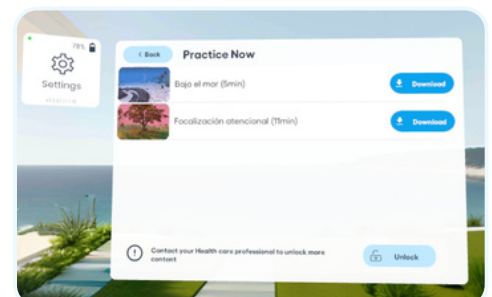 78%
Settings
< Back
Practice Now
Bajo el mar (5min)
Download
Focalización atencional (11min)
Download
Contact your Health care professional to unlock more
content
Unlock